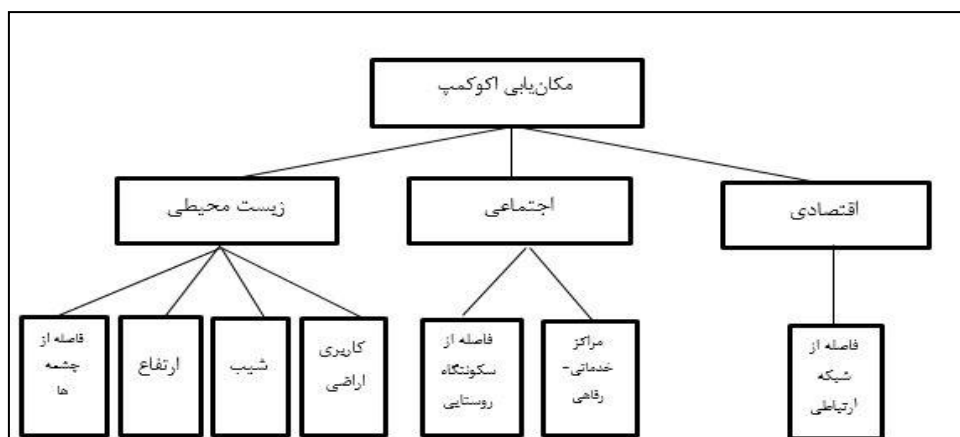 مکان‌یابی اکوکمپ
اقتصادی
اجتماعی
زیست محیطی
فاصله از
شبکه
ارتباطی
مراکز
خدماتی-
رفاهی
فاصله از
سکونتگاه
روستایی
کاربری
اراضی
شیب
ارتفاع
فاصله از
چشمه
ها